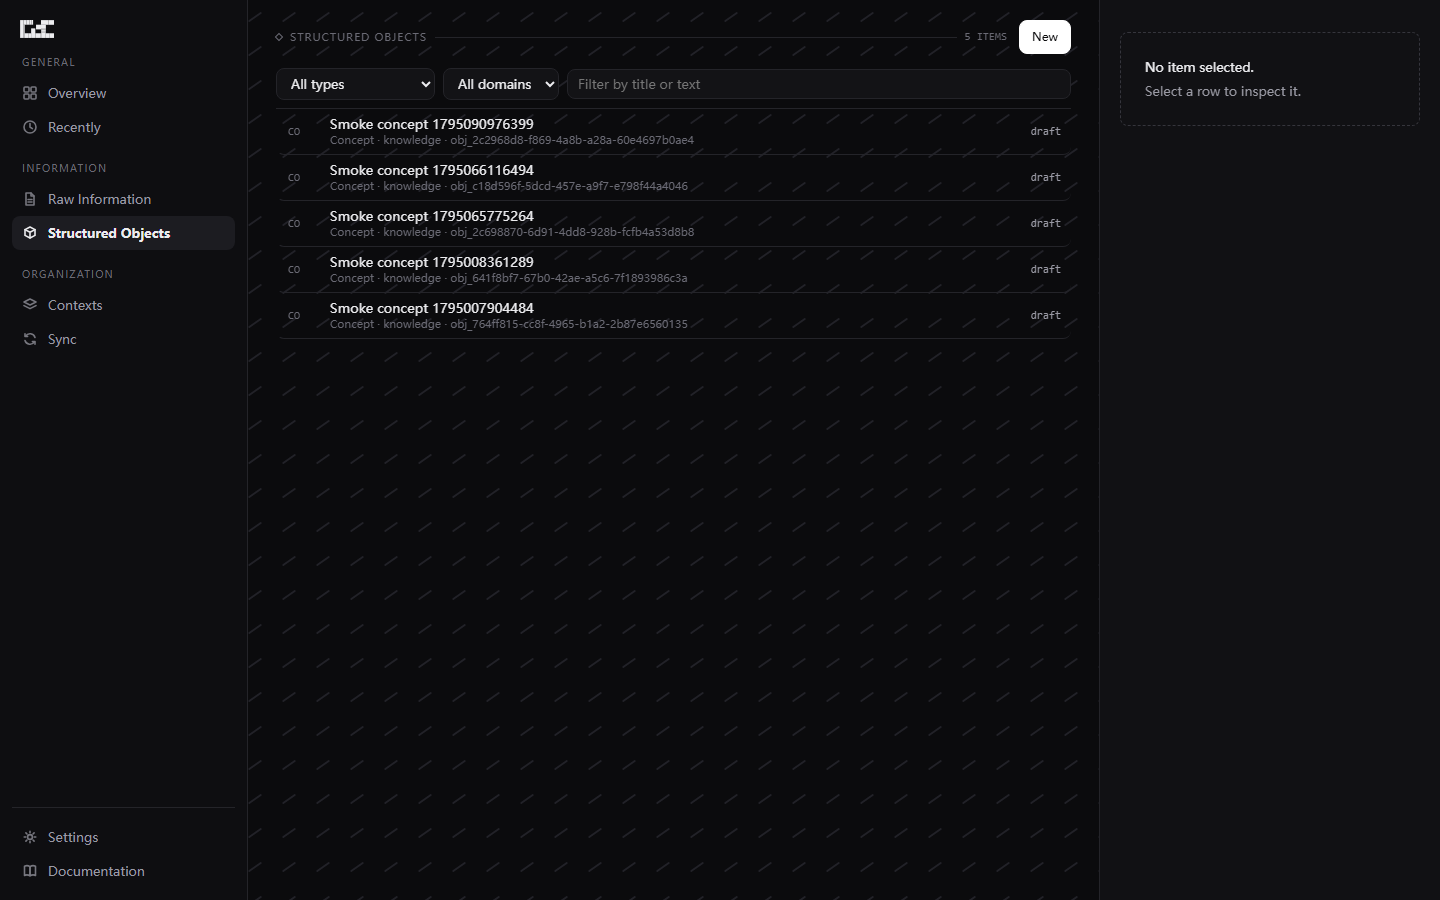 GENERAL
Overview
Recently
INFORMATION
Raw Information
Structured Objects
ORGANIZATION
Contexts
Sync
Settings
Documentation
STRUCTURED OBJECTS
5 ITEMS
New
All types
All domains
Filter by title or text
CO
Smoke concept 1795090976399
Concept · knowledge · obj_2c2968d8-f869-4a8b-a28a-60e4697b0ae4
draft
CO
Smoke concept 1795066116494
Concept · knowledge · obj_c18d596f-5dcd-457e-a9f7-e798f44a4046
draft
CO
Smoke concept 1795065775264
Concept · knowledge · obj_2c698870-6d91-4dd8-928b-fcfb4a53d8b8
draft
CO
Smoke concept 1795008361289
Concept · knowledge · obj_641f8bf7-67b0-42ae-a5c6-7f1893986c3a
draft
CO
Smoke concept 1795007904484
Concept · knowledge · obj_764ff815-cc8f-4965-b1a2-2b87e6560135
draft
No item selected.
Select a row to inspect it.